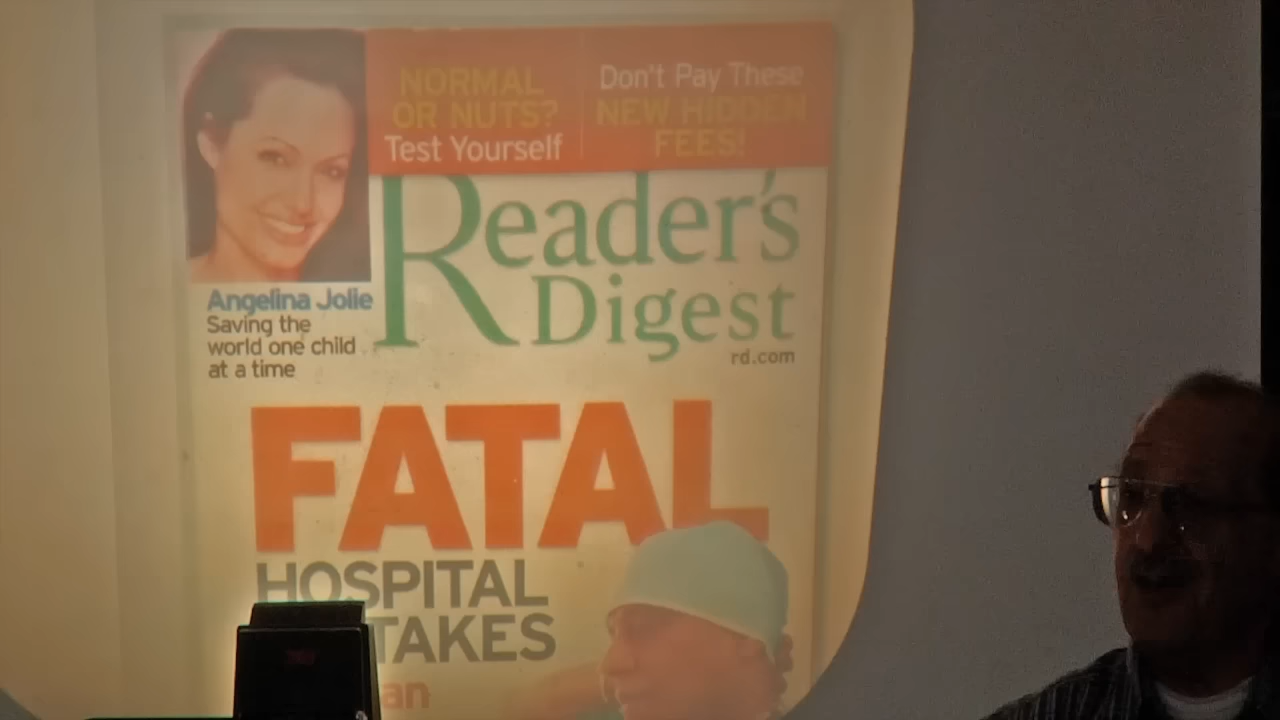 NORMAL
OR NUTS?
Test Yourself
Don't Pay These
NEW HIDDEN
FEES!
Reader's
Digest
rd.com
Angelina Jolie
Saving the
world one child
at a time
FATAL
HOSPITAL
TAKES
an